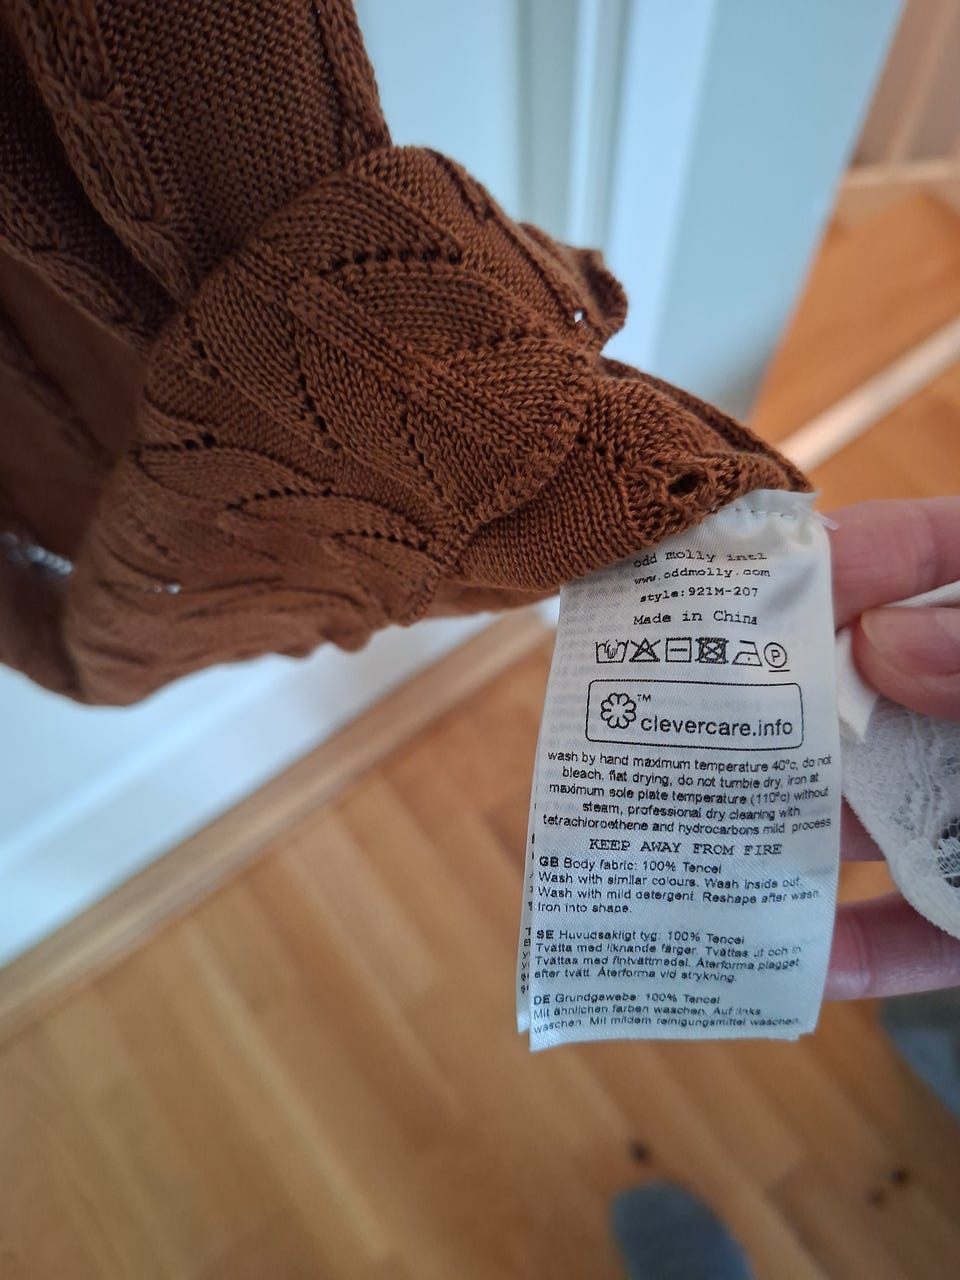 odd molly intl
www.oddmolly.com
style:921M-207
Made in China
P
TM
clevercare.info
wash by hand maximum temperature 40°c, do not
bleach, flat drying, do not tumble dry, iron at
maximum sole plate temperature (110°c) without
steam, professional dry cleaning with
tetrachloroethene and hydrocarbons mild process
KEEP AWAY FROM FIRE
GB Body fabric: 100% Tencel
Wash with similar colours. Wash inside out.
Wash with mild detergent. Reshape after wash.
Iron into shape.
SE Huvudsakligt tyg: 100% Tencel
Tvätta med liknande färger. Tvättas ut och in.
Tvättas med fintvättmedel. Återforma plagget
efter tvätt. Återforma vid strykning.
DE Grundgewebe: 100% Tencel
Mit ähnlichen farben waschen. Auf links
waschen. Mit mildem reinigungsmittel waschen.